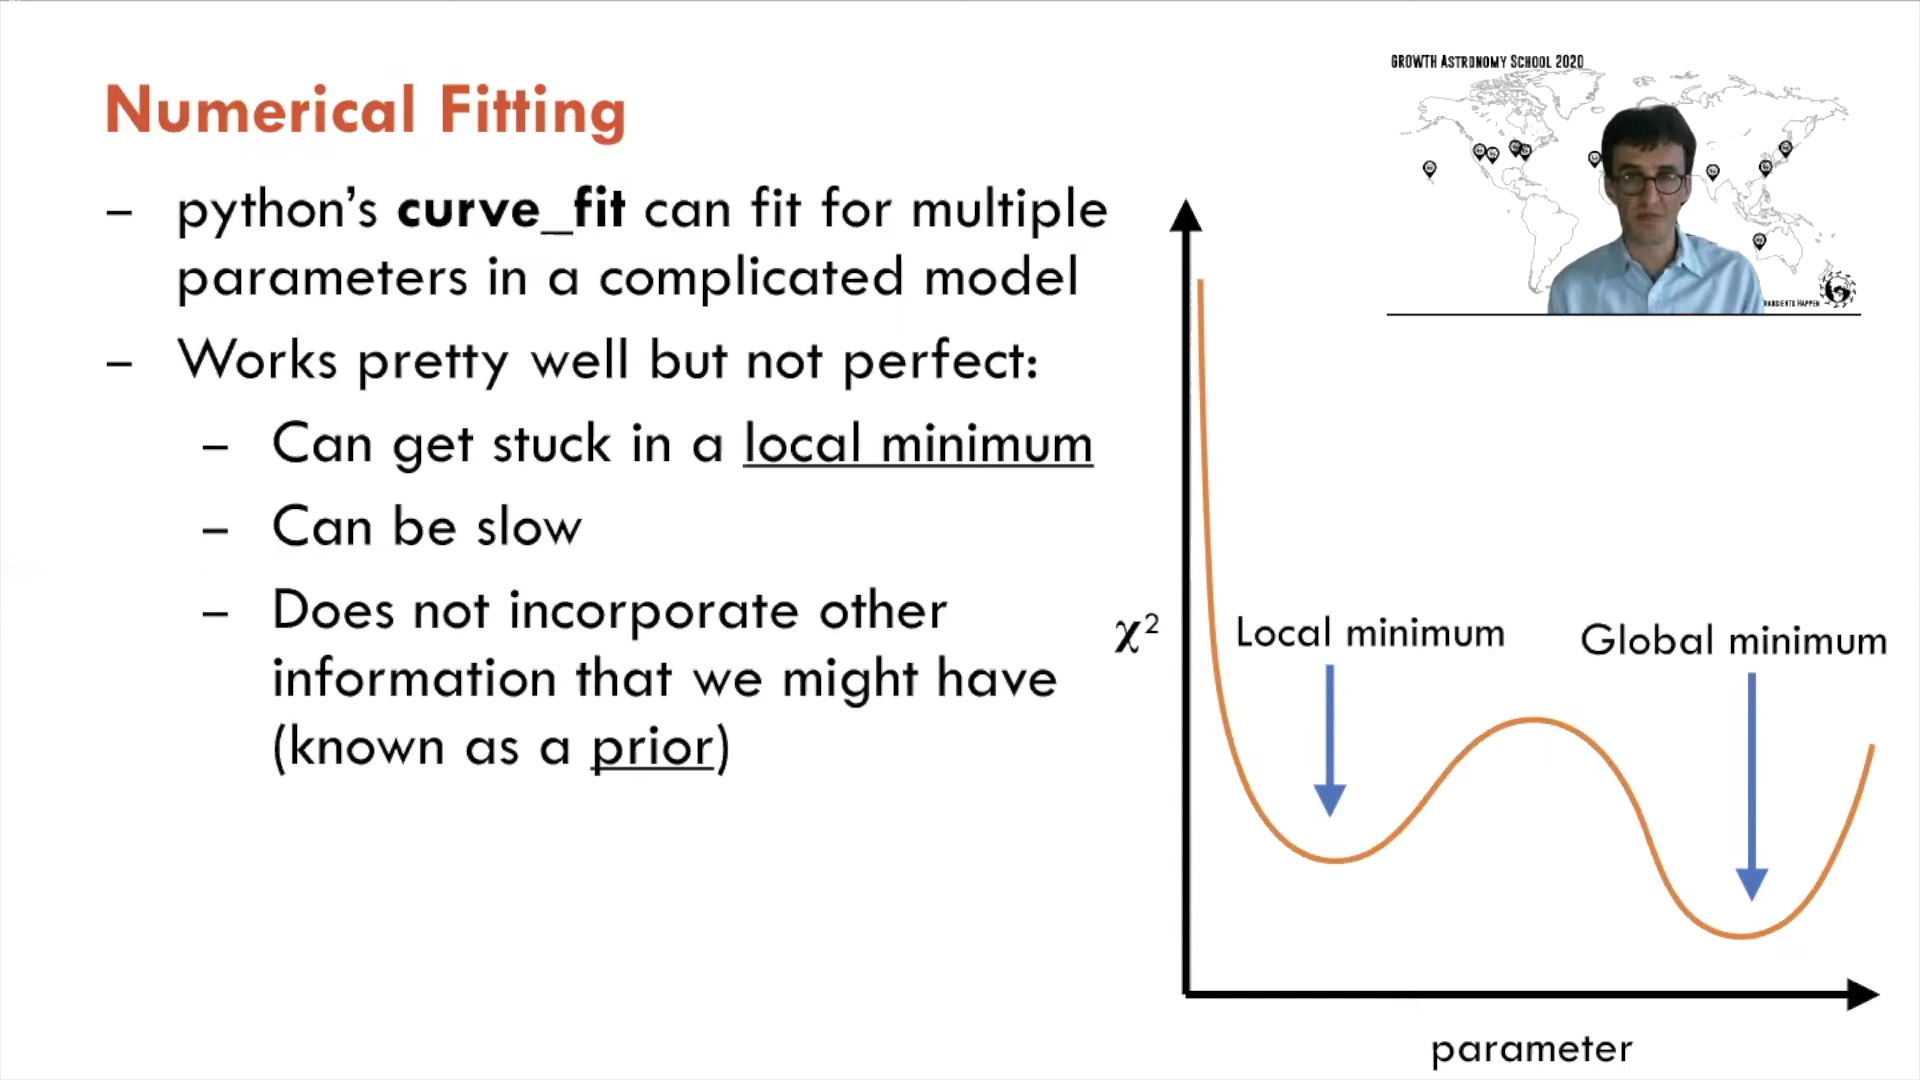 Numerical Fitting
– python’s curve_fit can fit for multiple
parameters in a complicated model
– Works pretty well but not perfect:
– Can get stuck in a local minimum
– Can be slow
– Does not incorporate other
information that we might have
(known as a prior)
GROWTH ASTRONOMY SCHOOL 2020
HAPPEN
χ²
Local minimum
Global minimum
parameter